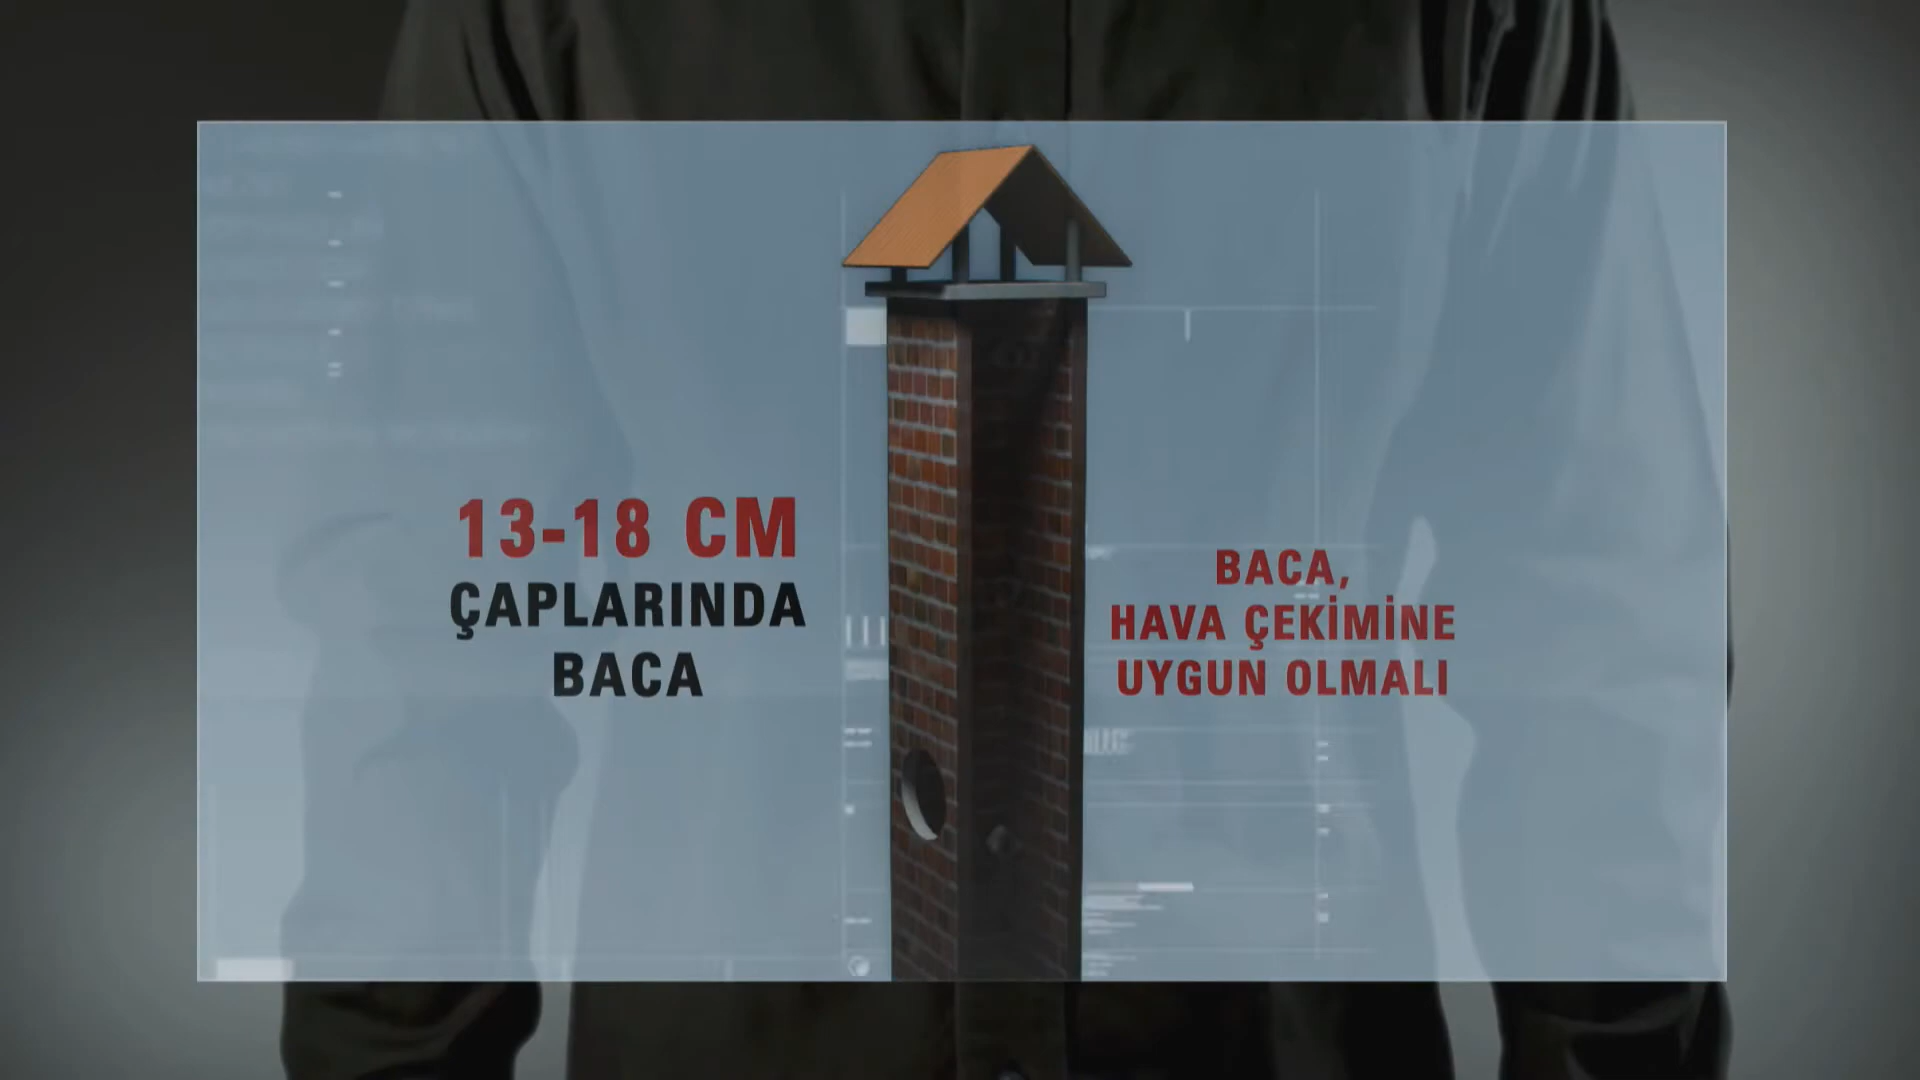 13-18 CM
ÇAPLARINDA
BACA
BACA,
HAVA ÇEKİMİNE
UYGUN OLMALI